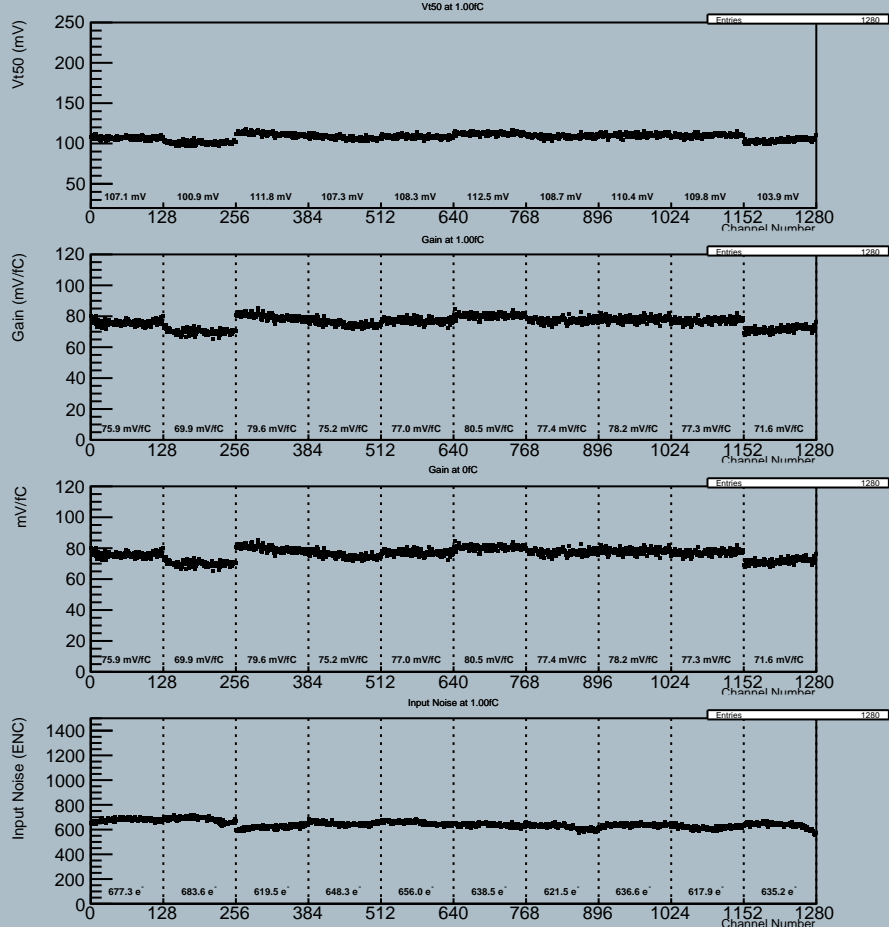 Vt50 at 1.00fC
Entries 1280
Vt50 (mV)
250
200
150
100
50
107.1 mV 100.9 mV 111.8 mV 107.3 mV 108.3 mV 112.5 mV 108.7 mV 110.4 mV 109.8 mV 103.9 mV
0 128 256 384 512 640 768 896 1024 1152 1280
Channel Number
Gain at 1.00fC
Entries 1280
Gain (mV/fC)
120
100
80
60
40
20
0
75.9 mV/fC 69.9 mV/fC 79.6 mV/fC 75.2 mV/fC 77.0 mV/fC 80.5 mV/fC 77.4 mV/fC 78.2 mV/fC 77.3 mV/fC 71.6 mV/fC
0 128 256 384 512 640 768 896 1024 1152 1280
Channel Number
Gain at 0fC
Entries 1280
mV/fC
120
100
80
60
40
20
0
75.9 mV/fC 69.9 mV/fC 79.6 mV/fC 75.2 mV/fC 77.0 mV/fC 80.5 mV/fC 77.4 mV/fC 78.2 mV/fC 77.3 mV/fC 71.6 mV/fC
0 128 256 384 512 640 768 896 1024 1152 1280
Channel Number
Input Noise at 1.00fC
Entries 1280
Input Noise (ENC)
1400
1200
1000
800
600
400
200
0
677.3 e⁻ 683.6 e⁻ 619.5 e⁻ 648.3 e⁻ 656.0 e⁻ 638.5 e⁻ 621.5 e⁻ 636.6 e⁻ 617.9 e⁻ 635.2 e⁻
0 128 256 384 512 640 768 896 1024 1152 1280
Channel Number